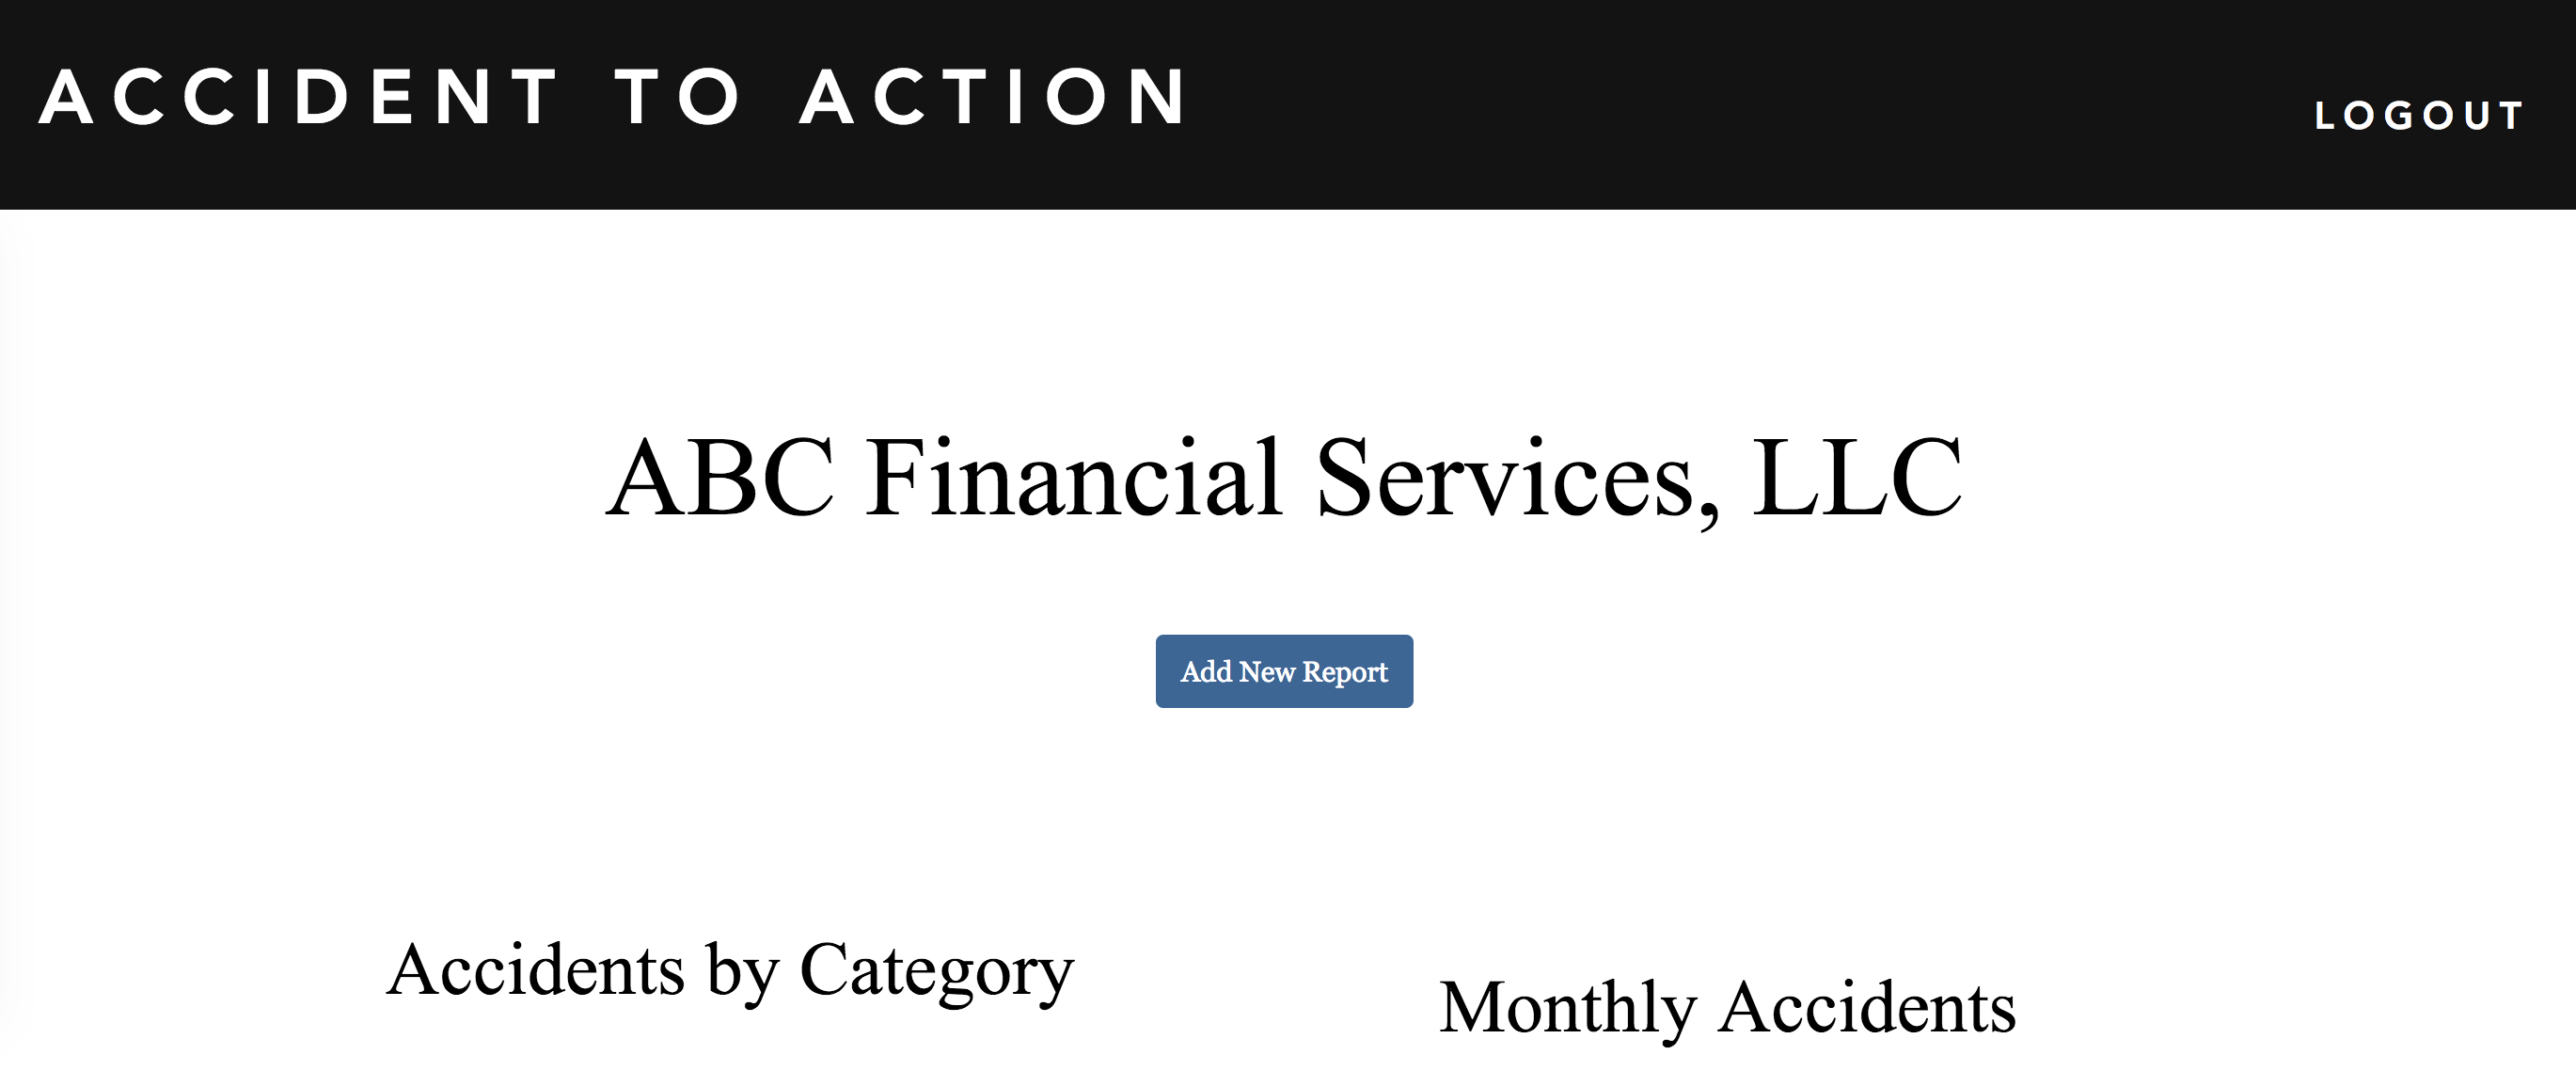 ACCIDENT TO ACTION
LOGOUT
ABC Financial Services, LLC
Add New Report
Accidents by Category
Monthly Accidents